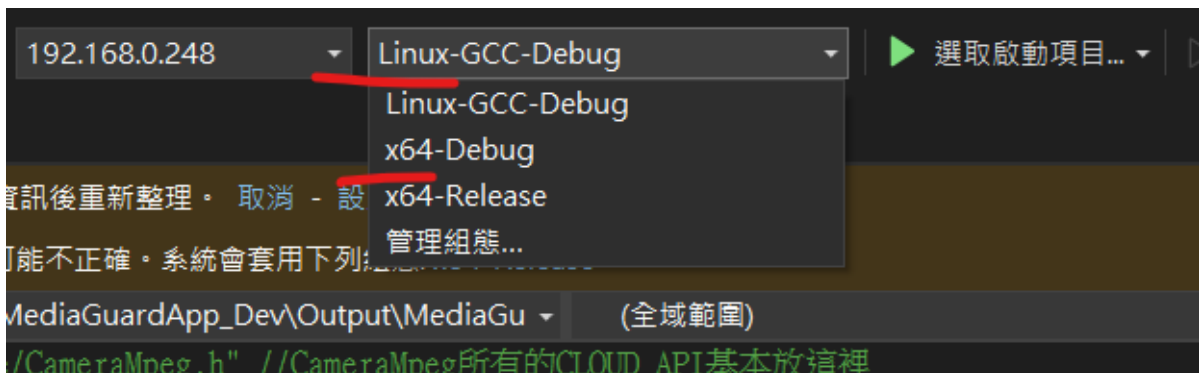 192.168.0.248 Linux-GCC-Debug 選取啟動項目...
Linux-GCC-Debug
x64-Debug
資訊後重新整理。 取消 - 設 x64-Release
管理組態...
可能不正確。系統會套用下列
MediaGuardApp_Dev\Output\MediaGu (全域範圍)
/CameraMpeg.h" //CameraMpeg所有的CLOUD API基本放這裡